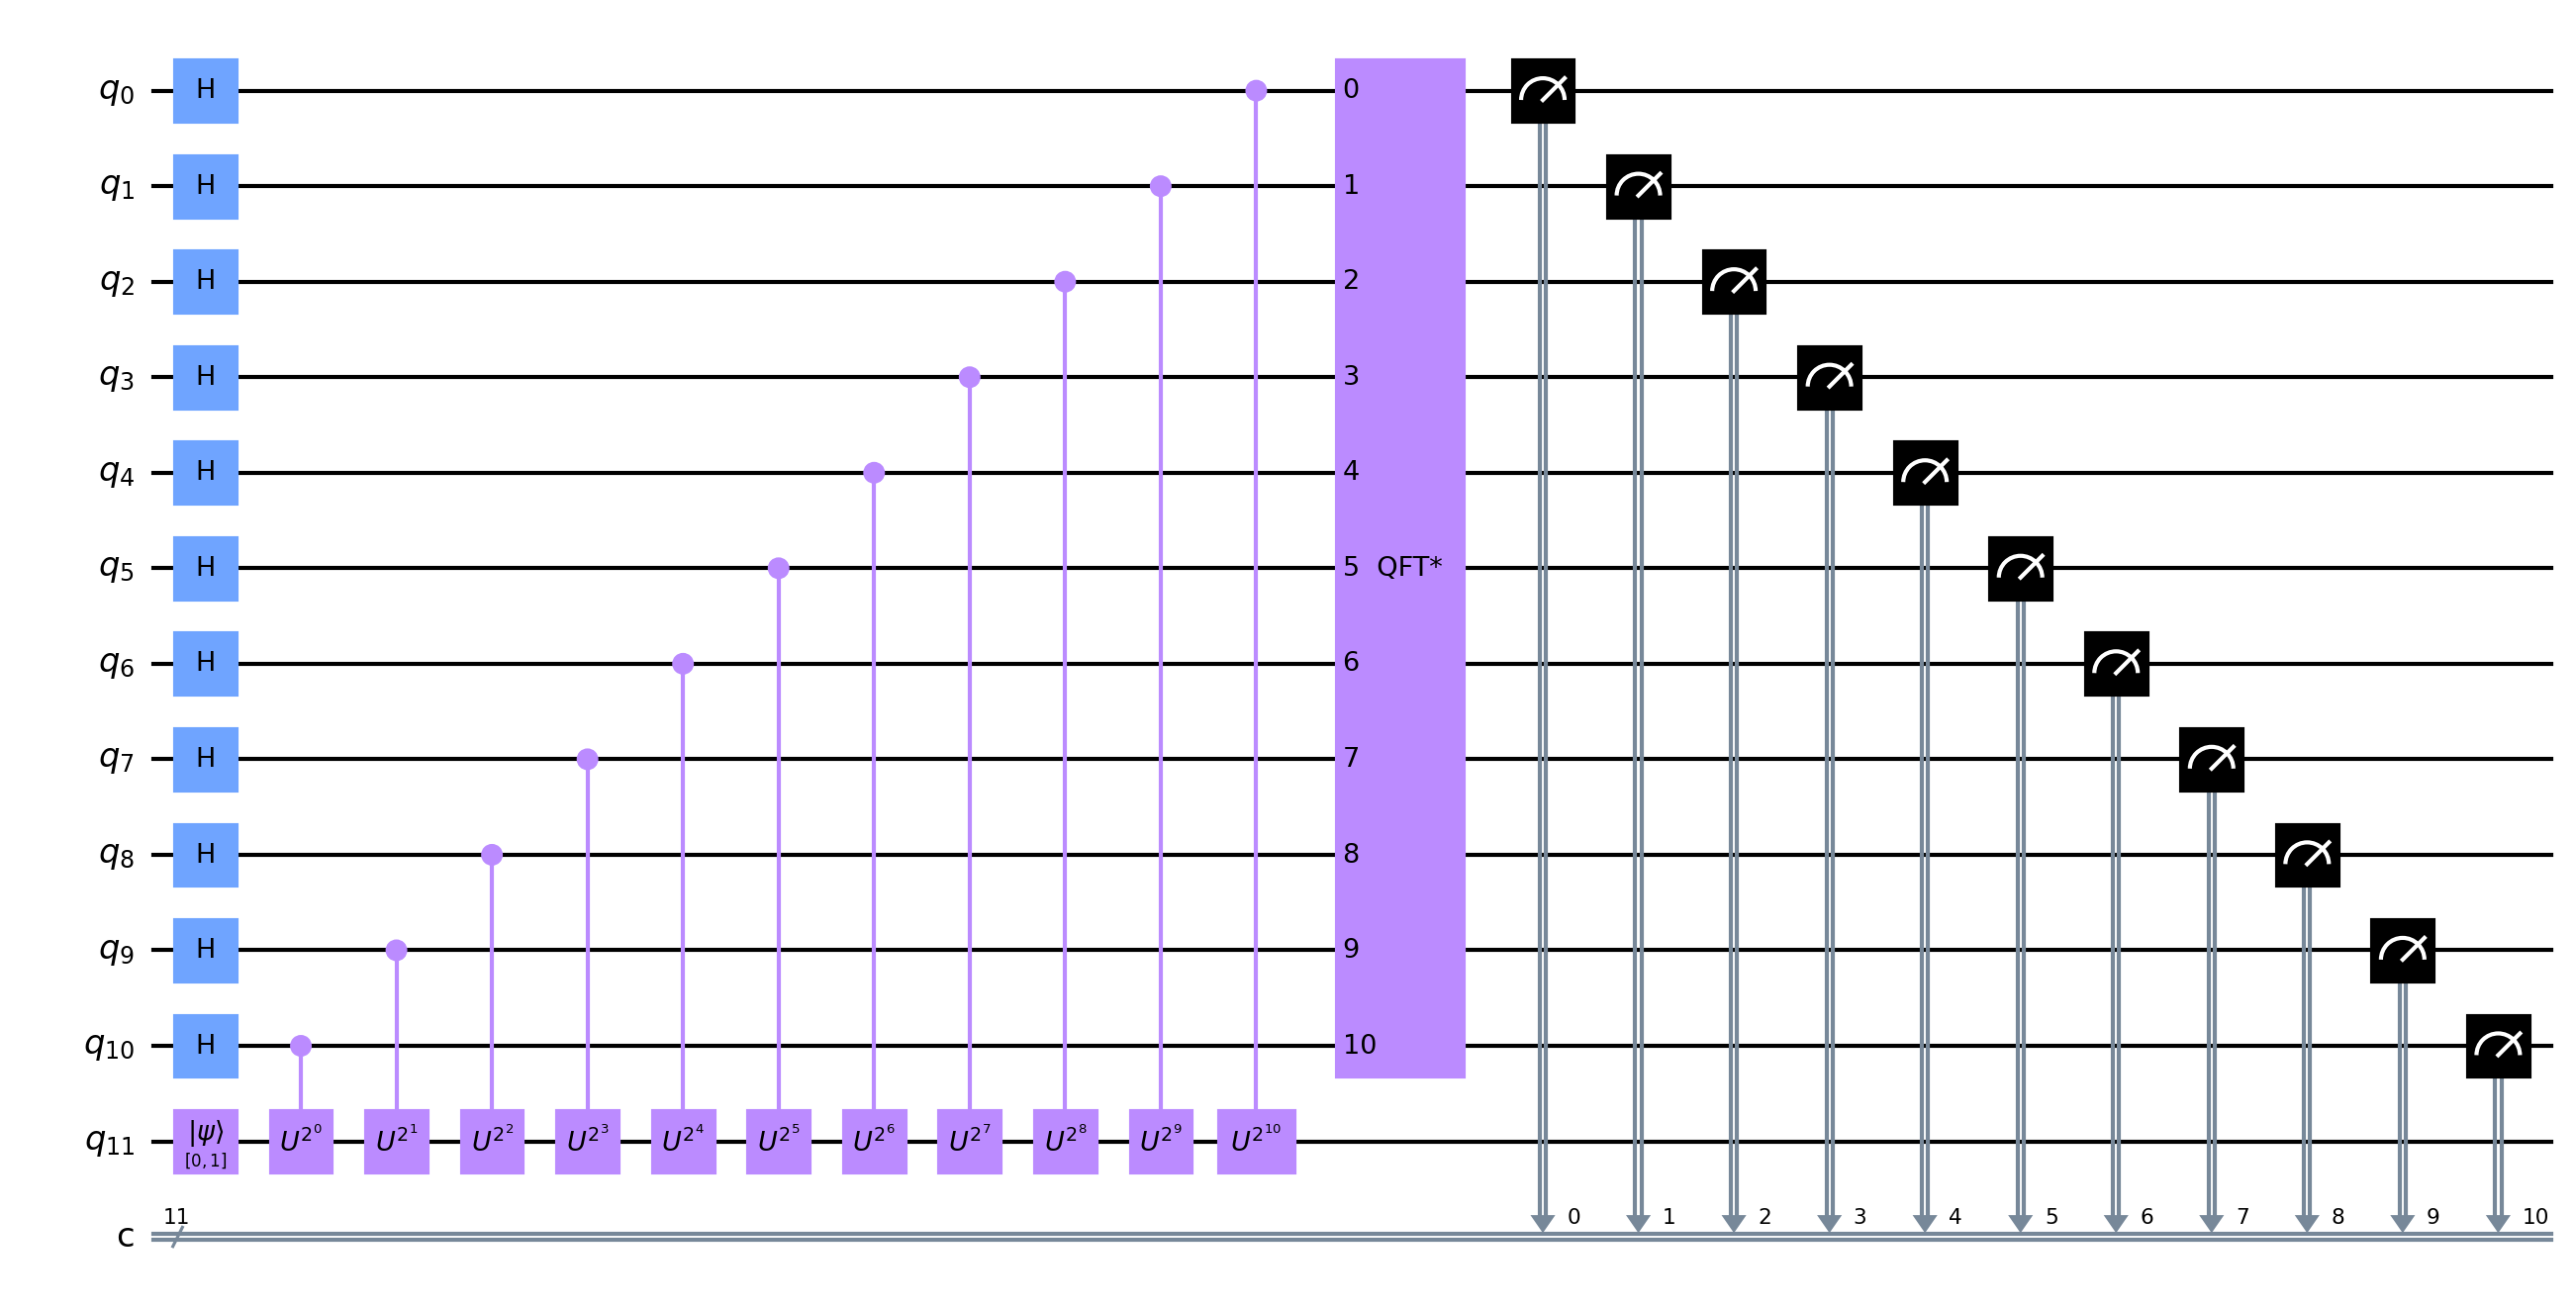 q0 H 0
q1 H 1
q2 H 2
q3 H 3
q4 H 4
q5 H 5 QFT*
q6 H 6
q7 H 7
q8 H 8
q9 H 9
q10 H 10
q11 |ψ⟩ [0, 1] U^2^0 U^2^1 U^2^2 U^2^3 U^2^4 U^2^5 U^2^6 U^2^7 U^2^8 U^2^9 U^2^10
c 11 0 1 2 3 4 5 6 7 8 9 10